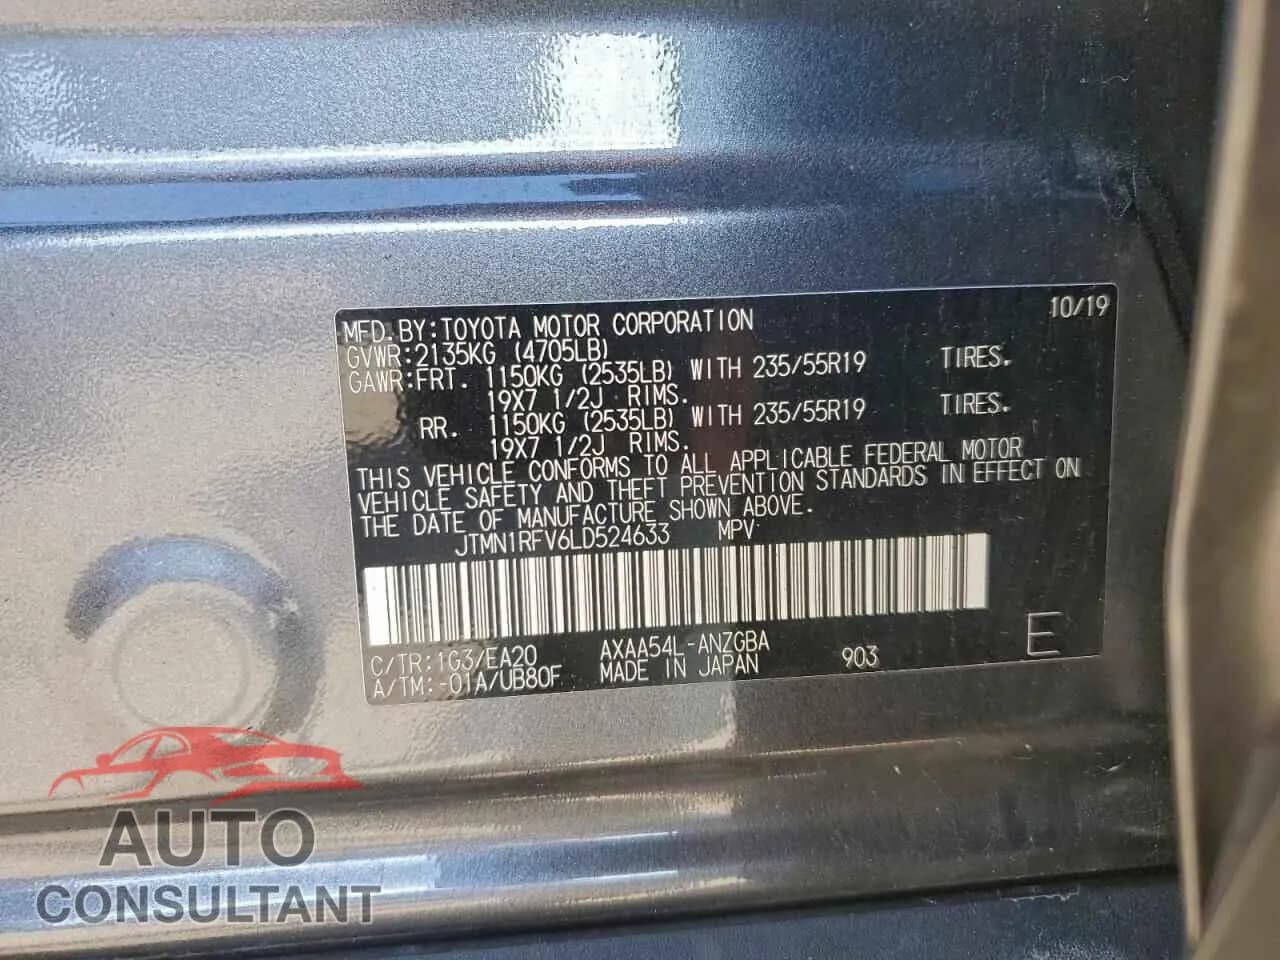 MFD. BY: TOYOTA MOTOR CORPORATION 10/19
GVWR: 2135KG (4705LB)
GAWR: FRT. 1150KG (2535LB) WITH 235/55R19 TIRES.
19X7 1/2J RIMS.
RR. 1150KG (2535LB) WITH 235/55R19 TIRES.
19X7 1/2J RIMS.
THIS VEHICLE CONFORMS TO ALL APPLICABLE FEDERAL MOTOR
VEHICLE SAFETY AND THEFT PREVENTION STANDARDS IN EFFECT ON
THE DATE OF MANUFACTURE SHOWN ABOVE.
JTMN1RFV6LD524633 MPV
C/TR: 1G3/EA20 AXAA54L-ANZGBA
A/TM: -01A/UB80F MADE IN JAPAN 903 E
AUTO
CONSULTANT